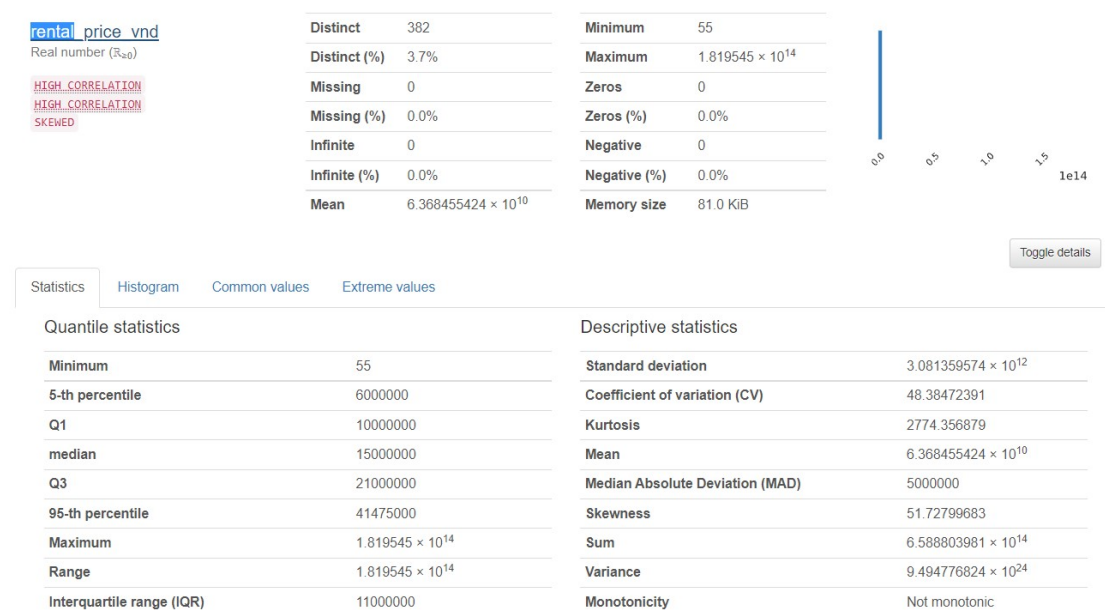 rental_price_vnd
Real number (ℝ≥0)
HIGH CORRELATION
HIGH CORRELATION
SKEWED
Distinct 382
Distinct (%) 3.7%
Missing 0
Missing (%) 0.0%
Infinite 0
Infinite (%) 0.0%
Mean 6.368455424 × 10¹⁰
Minimum 55
Maximum 1.819545 × 10¹⁴
Zeros 0
Zeros (%) 0.0%
Negative 0
Negative (%) 0.0%
Memory size 81.0 KiB
0.0 0.5 1.0 1.5
1e14
Toggle details
Statistics Histogram Common values Extreme values
Quantile statistics
Minimum 55
5-th percentile 6000000
Q1 10000000
median 15000000
Q3 21000000
95-th percentile 41475000
Maximum 1.819545 × 10¹⁴
Range 1.819545 × 10¹⁴
Interquartile range (IQR) 11000000
Descriptive statistics
Standard deviation 3.081359574 × 10¹²
Coefficient of variation (CV) 48.38472391
Kurtosis 2774.356879
Mean 6.368455424 × 10¹⁰
Median Absolute Deviation (MAD) 5000000
Skewness 51.72799683
Sum 6.588803981 × 10¹⁴
Variance 9.494776824 × 10²⁴
Monotonicity Not monotonic